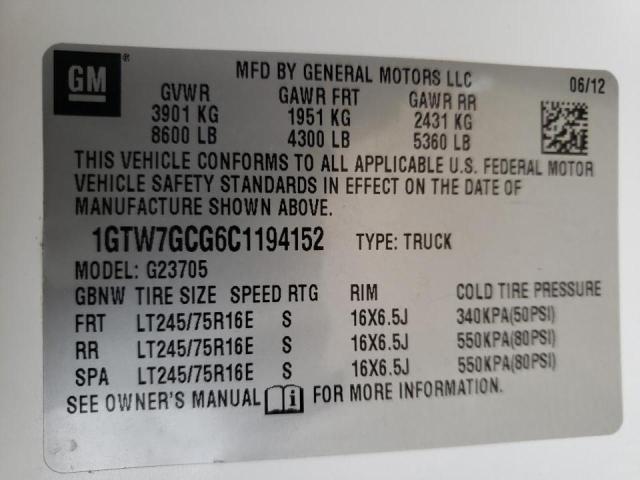 GM®
MFD BY GENERAL MOTORS LLC
06/12
GVWR GAWR FRT GAWR RR
3901 KG 1951 KG 2431 KG
8600 LB 4300 LB 5360 LB
THIS VEHICLE CONFORMS TO ALL APPLICABLE U.S. FEDERAL MOTOR
VEHICLE SAFETY STANDARDS IN EFFECT ON THE DATE OF
MANUFACTURE SHOWN ABOVE.
1GTW7GCG6C1194152 TYPE: TRUCK
MODEL: G23705
GBNW TIRE SIZE SPEED RTG RIM COLD TIRE PRESSURE
FRT LT245/75R16E S 16X6.5J 340KPA(50PSI)
RR LT245/75R16E S 16X6.5J 550KPA(80PSI)
SPA LT245/75R16E S 16X6.5J 550KPA(80PSI)
SEE OWNER'S MANUAL i FOR MORE INFORMATION.